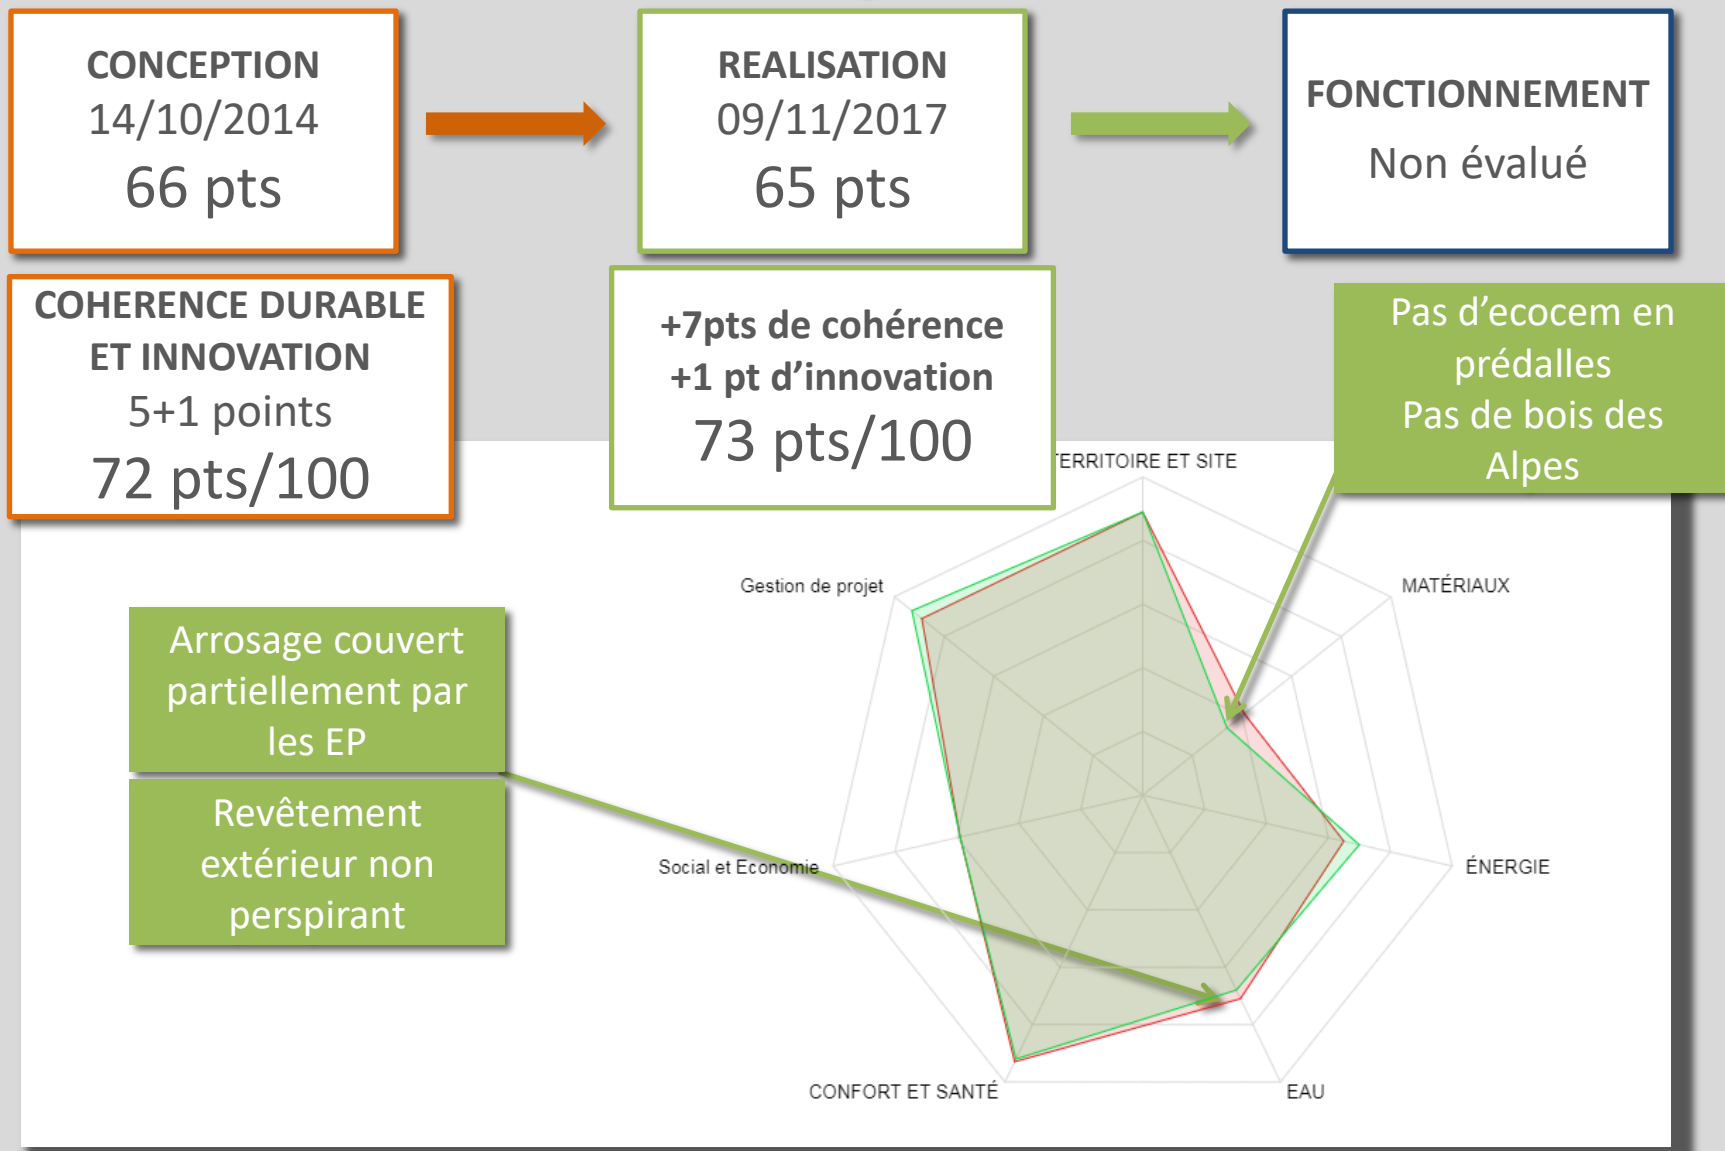 CONCEPTION
14/10/2014
66 pts
REALISATION
09/11/2017
65 pts
FONCTIONNEMENT
Non évalué
COHERENCE DURABLE
ET INNOVATION
5+1 points
72 pts/100
+7pts de cohérence
+1 pt d’innovation
73 pts/100
Pas d’ecocem en
prédalles
Pas de bois des
Alpes
ERRITOIRE ET SITE
Gestion de projet
MATÉRIAUX
Arrosage couvert
partiellement par
les EP
Revêtement
extérieur non
perspirant
Social et Economie
ÉNERGIE
CONFORT ET SANTÉ
EAU